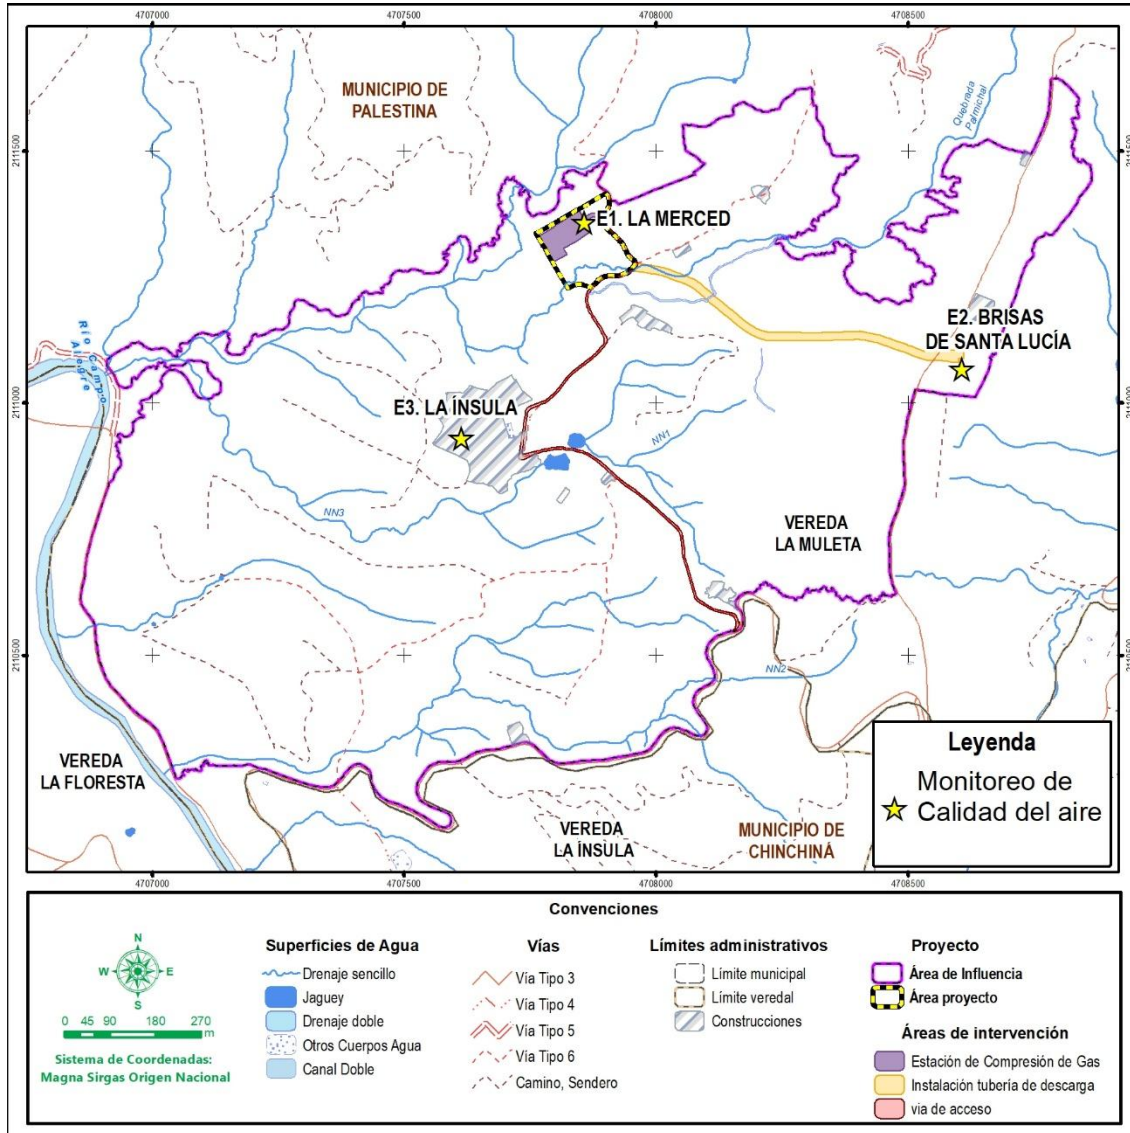 4707000
4707500
4708000
4708500
2111500
2111500
MUNICIPIO DE
PALESTINA
Quebrada
Palmichal
E1. LA MERCED
E2. BRISAS
DE SANTA LUCÍA
Río Campo
Alegre
2111000
2111000
E3. LA ÍNSULA
NN1
NN3
VEREDA
LA MULETA
2110500
2110500
NN2
VEREDA
LA FLORESTA
VEREDA
LA ÍNSULA
MUNICIPIO DE
CHINCHINÁ
Leyenda
Monitoreo de
Calidad del aire
4707000
4707500
4708000
4708500
Convenciones
N
W
E
S
0 45 90 180 270
m
Sistema de Coordenadas:
Magna Sirgas Origen Nacional
Superficies de Agua
Drenaje sencillo
Jaguey
Drenaje doble
Otros Cuerpos Agua
Canal Doble
Vías
Vía Tipo 3
Vía Tipo 4
Vía Tipo 5
Vía Tipo 6
Camino, Sendero
Límites administrativos
Límite municipal
Límite veredal
Construcciones
Proyecto
Área de Influencia
Área proyecto
Áreas de intervención
Estación de Compresión de Gas
Instalación tubería de descarga
via de acceso